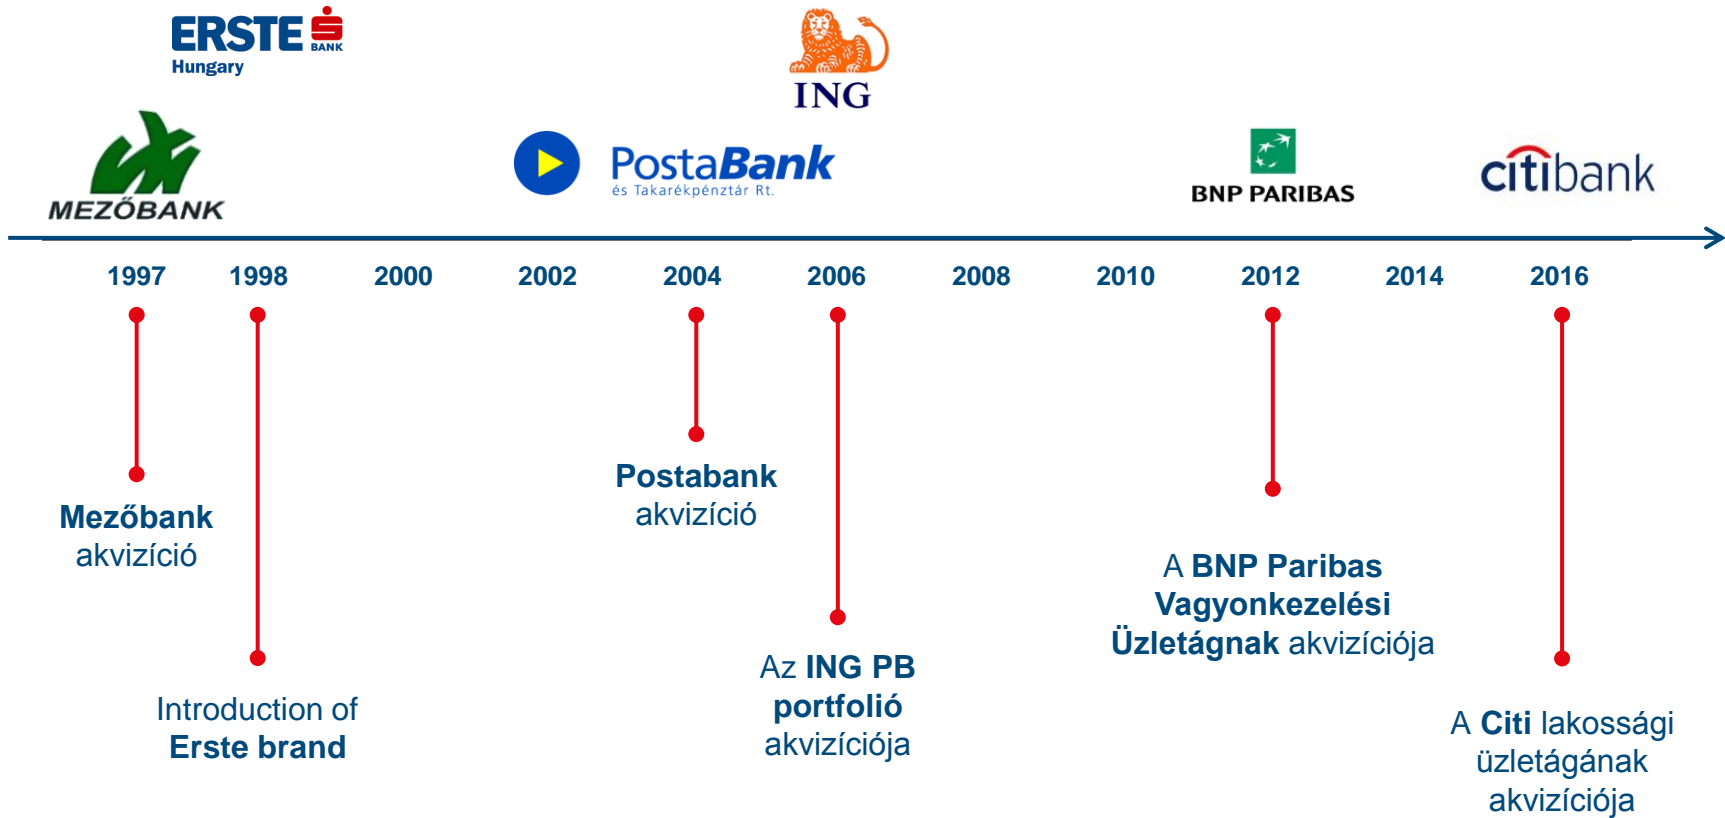 ERSTE
BANK
Hungary
ING
MEZŐBANK
PostaBank
és Takarékpénztár Rt.
BNP PARIBAS
citibank
1997 1998 2000 2002 2004 2006 2008 2010 2012 2014 2016
Mezőbank
akvizíció
Introduction of
Erste brand
Postabank
akvizíció
Az ING PB
portfolió
akvizíciója
A BNP Paribas
Vagyonkezelési
Üzletágnak akvizíciója
A Citi lakossági
üzletágának
akvizíciója